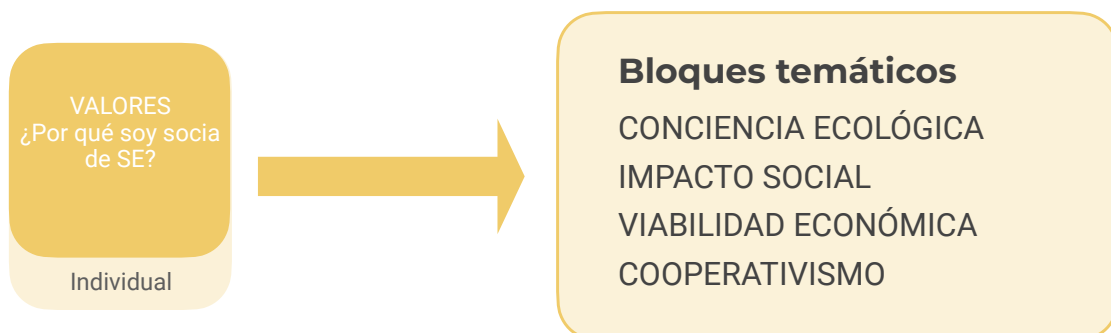 VALORES
¿Por qué soy socia
de SE?
Individual
Bloques temáticos
CONCIENCIA ECOLÓGICA
IMPACTO SOCIAL
VIABILIDAD ECONÓMICA
COOPERATIVISMO